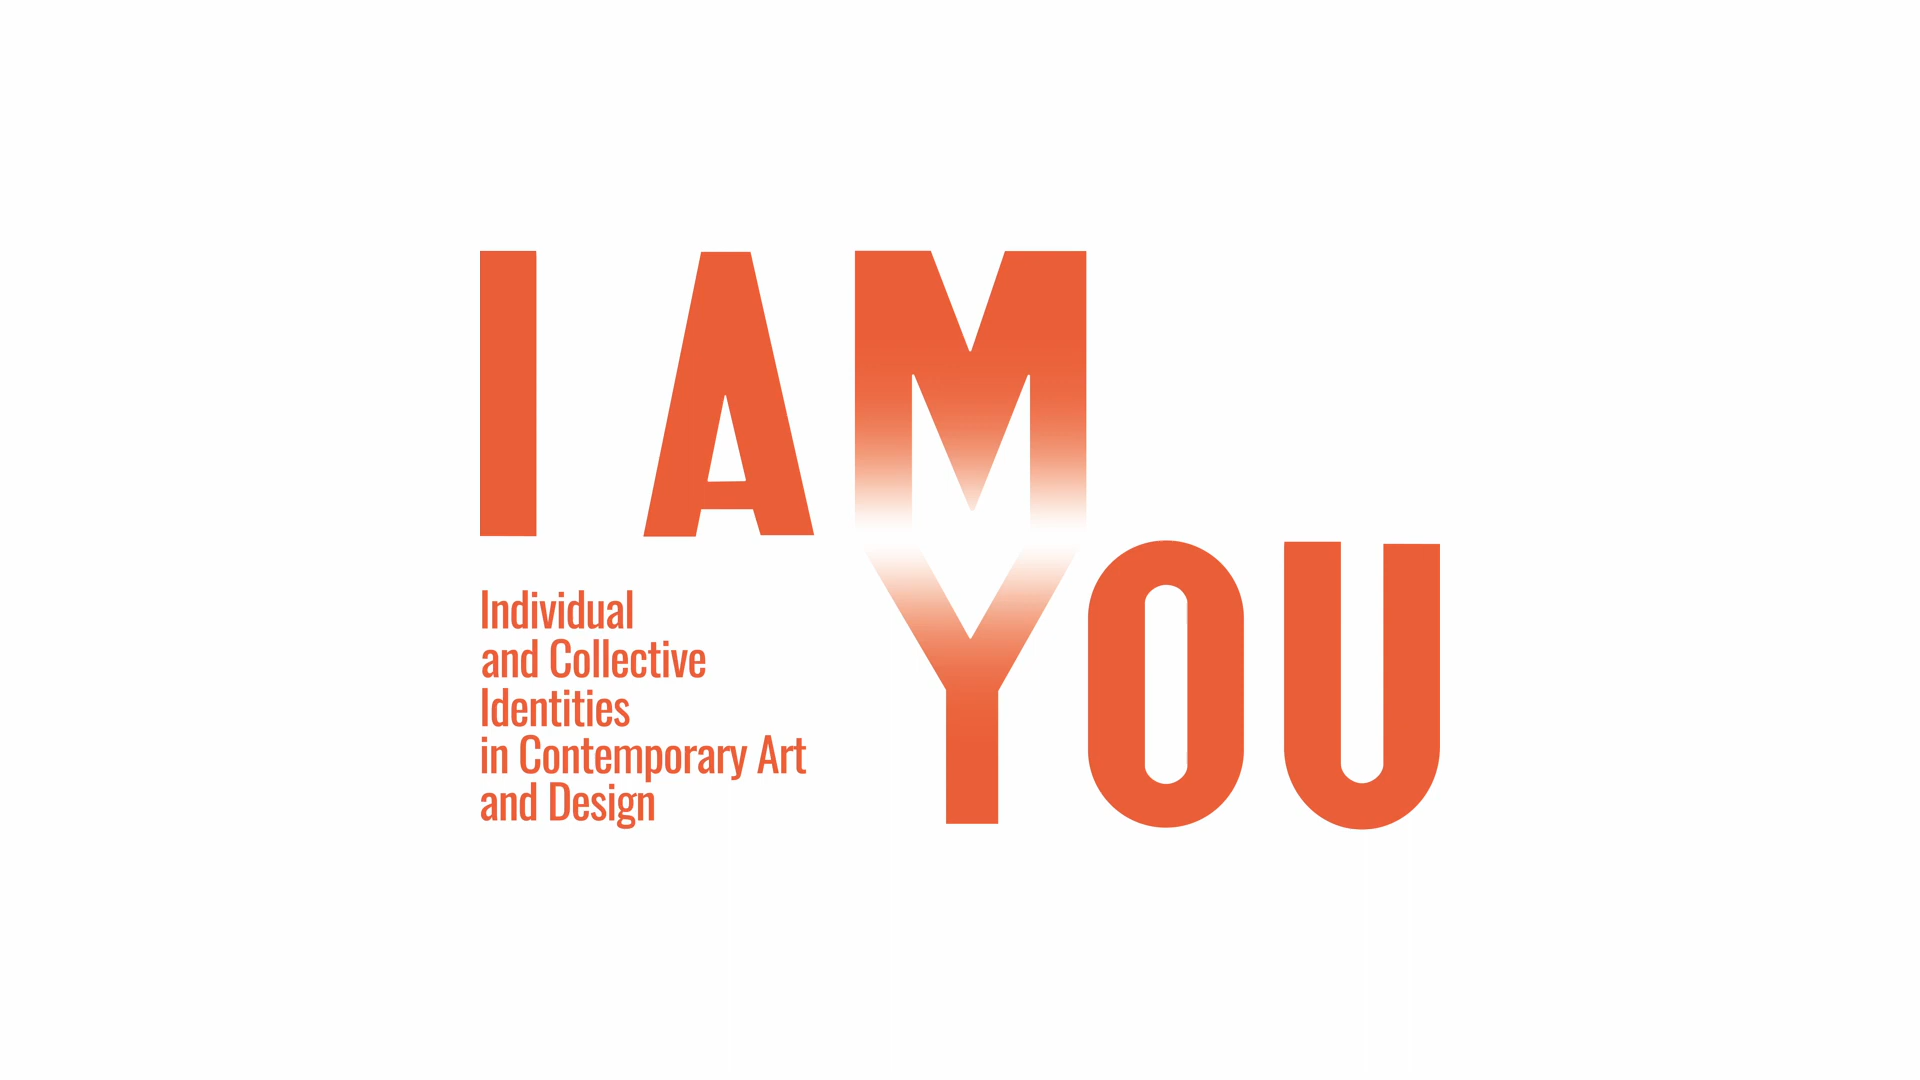 I AM
YOU
Individual
and Collective
Identities
in Contemporary Art
and Design